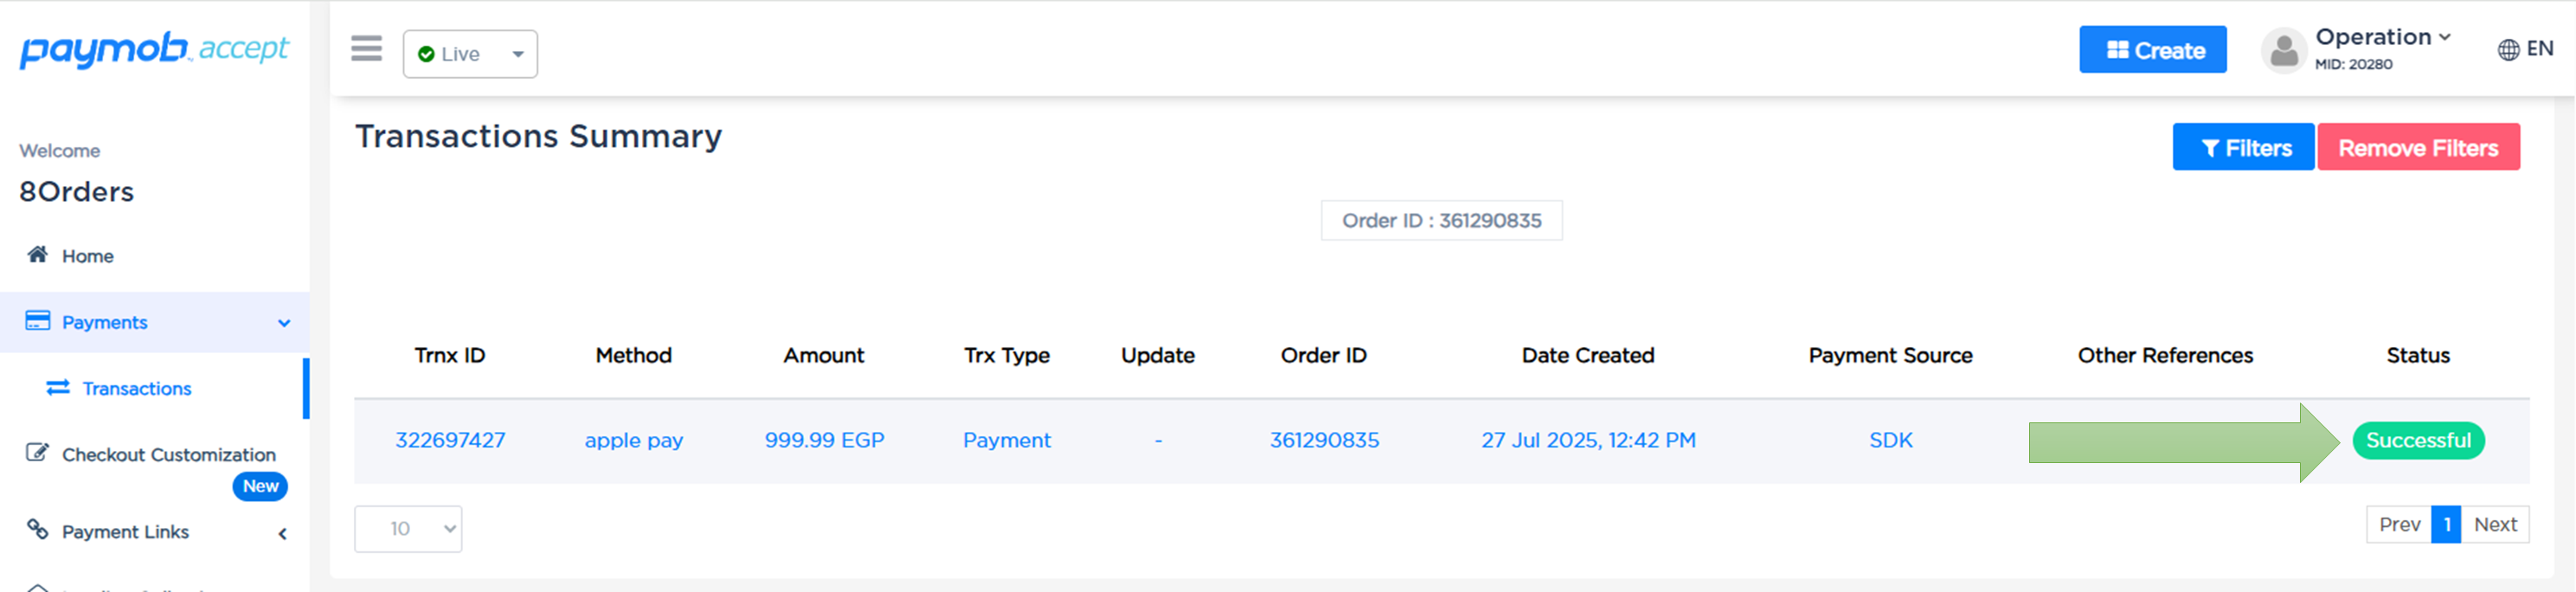 paymob accept
Live
Create
Operation
MID: 20280
EN
Welcome
8Orders
Home
Payments
Transactions
Checkout Customization
New
Payment Links
Transactions Summary
Filters
Remove Filters
Order ID : 361290835
Trnx ID Method Amount Trx Type Update Order ID Date Created Payment Source Other References Status
322697427 apple pay 999.99 EGP Payment - 361290835 27 Jul 2025, 12:42 PM SDK Successful
10
Prev 1 Next